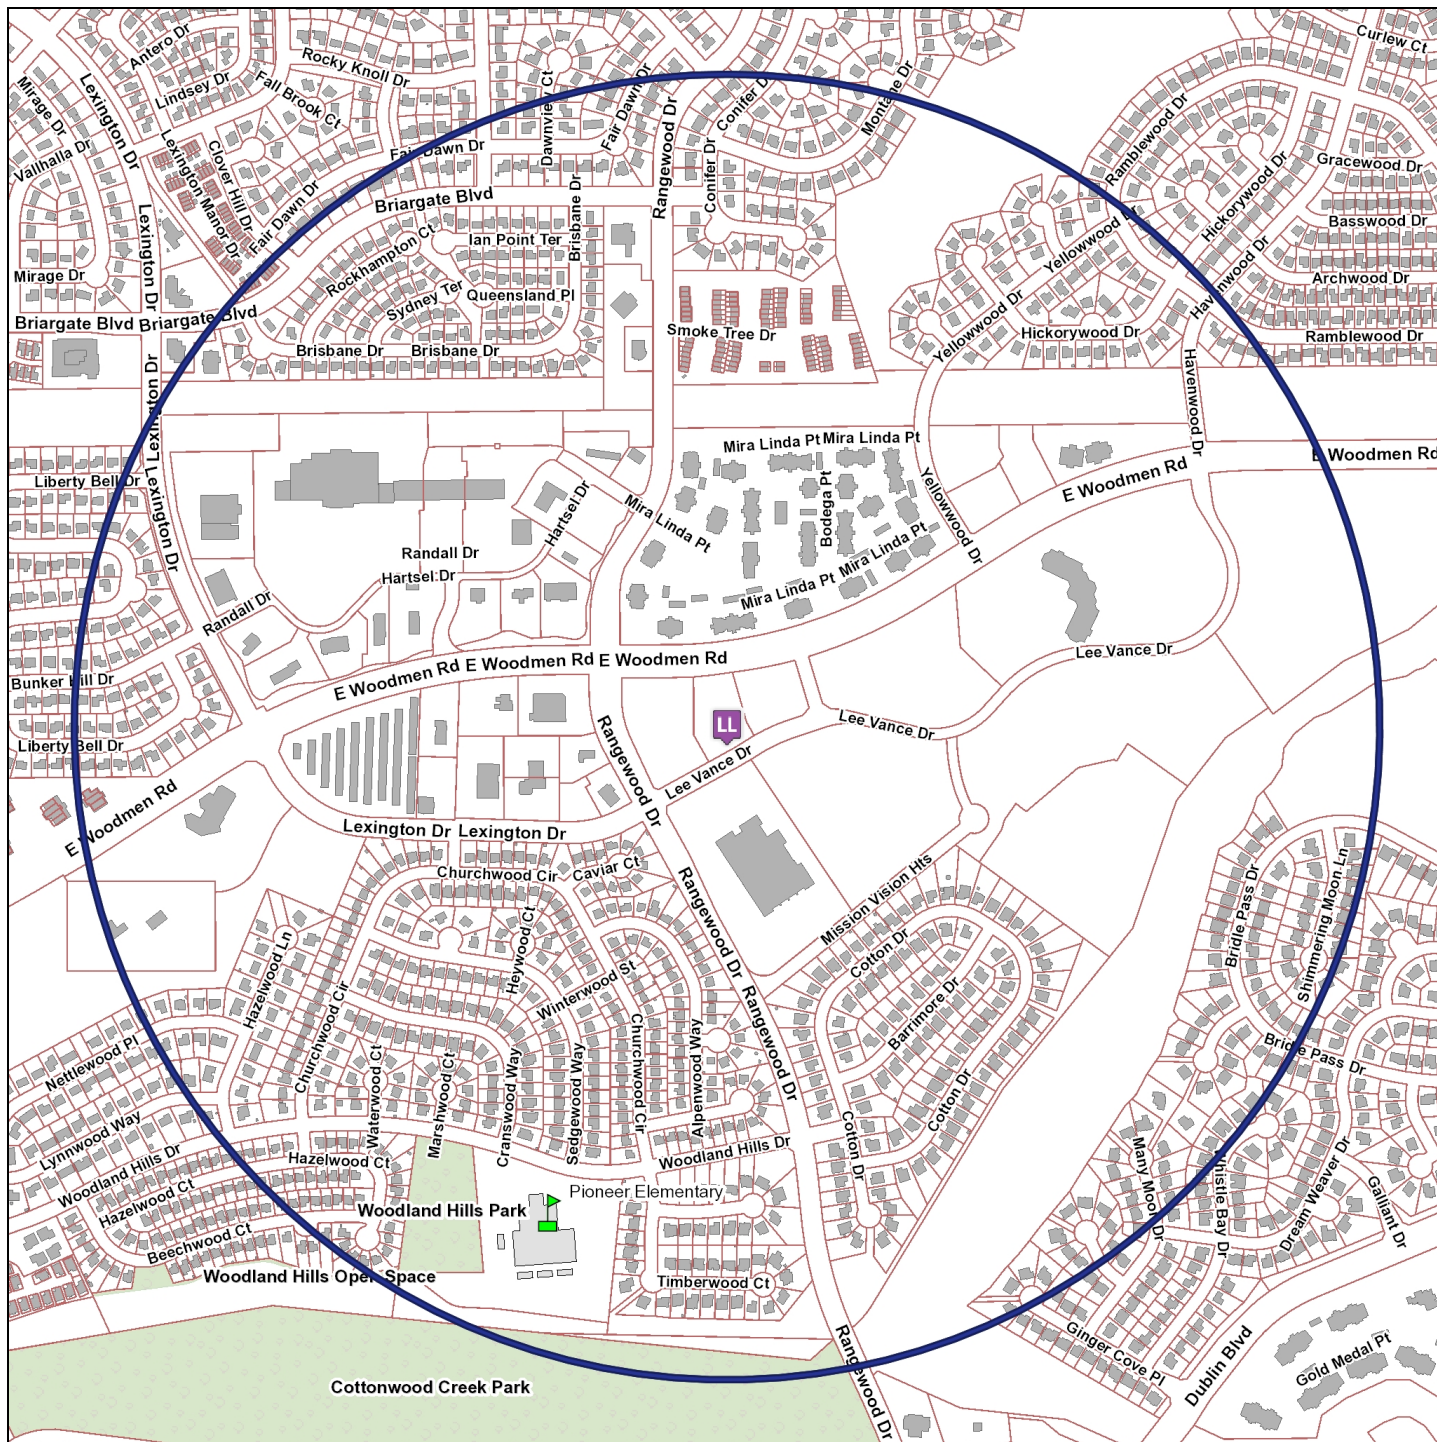 Antero Dr
Lindsey Dr
Mirage Dr
Vallhalla Dr
Lexington Dr
Fall Brook Ct
Rocky Knoll Dr
Dawnview Ct
Fair Dawn Dr
Rangewood Dr
Conifer Dr
Montane Dr
Curlew Ct
Ramblewood Dr
Gracewood Dr
Hickorywood Dr
Basswood Dr
Lexington Manor Dr
Clover Hill Dr
Fair Dawn Dr
Fair Dawn Dr
Briargate Blvd
Brisbane Dr
Conifer Dr
Lexington Dr
Rockhampton Ct
Ian Point Ter
Yellowwood Dr
Havenwood Dr
Archwood Dr
Mirage Dr
Sydney Ter
Queensland Pl
Briargate Blvd
Briargate Blvd
Smoke Tree Dr
Yellowwood Dr
Hickorywood Dr
Ramblewood Dr
Brisbane Dr
Brisbane Dr
Lexington Dr
Havenwood Dr
Mira Linda Pt
Mira Linda Pt
E Woodmen Rd
Liberty Bell Dr
Lexington Dr
Hartsel Dr
Mira Linda Pt
Bodega Pt
Yellowwood Dr
E Woodmen Rd
Randall Dr
Hartsel Dr
Mira Linda Pt
Mira Linda Pt
Randall Dr
Lee Vance Dr
E Woodmen Rd
E Woodmen Rd
E Woodmen Rd
Bunker Hill Dr
Liberty Bell Dr
LL
Rangewood Dr
Lee Vance Dr
Lee Vance Dr
E Woodmen Rd
Lexington Dr
Lexington Dr
Churchwood Cir
Caviar Ct
Rangewood Dr
Mission Vision Hts
Bridle Pass Dr
Shimmering Moon Ln
Hazelwood Ln
Heywood Ct
Winterwood St
Cotton Dr
Barrimore Dr
Rangewood Dr
Churchwood Cir
Nettlewood Pl
Waterwood Ct
Marshwood Ct
Cranswood Way
Sedgewood Way
Churchwood Cir
Alpenwood Way
Bridle Pass Dr
Cotton Dr
Lynnwood Way
Woodland Hills Dr
Hazelwood Ct
Hazelwood Ct
Woodland Hills Dr
Cotton Dr
Many Moon Dr
Whistle Bay Dr
Dream Weaver Dr
Galliant Dr
Pioneer Elementary
Woodland Hills Park
Beechwood Ct
Woodland Hills Open Space
Timberwood Ct
Rangewood Dr
Ginger Cove Pl
Dublin Blvd
Gold Medal Pt
Cottonwood Creek Park